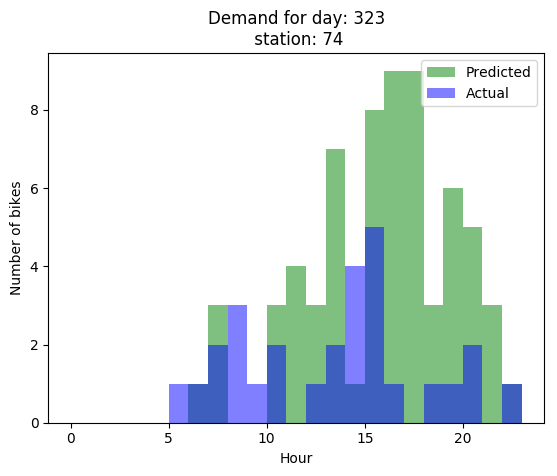 Demand for day: 323
station: 74
Predicted
Actual
Number of bikes
8
6
4
2
0
0
5
10
15
20
Hour